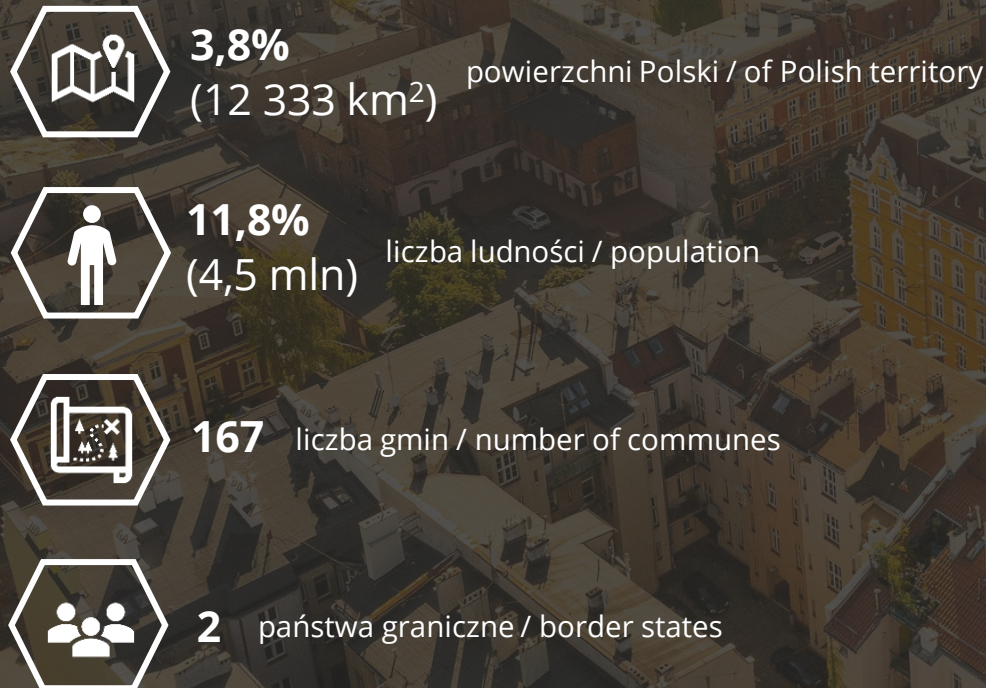 3,8%
(12 333 km²)
powierzchni Polski / of Polish territory
11,8%
(4,5 mln)
liczba ludności / population
167 liczba gmin / number of communes
2 państwa graniczne / border states